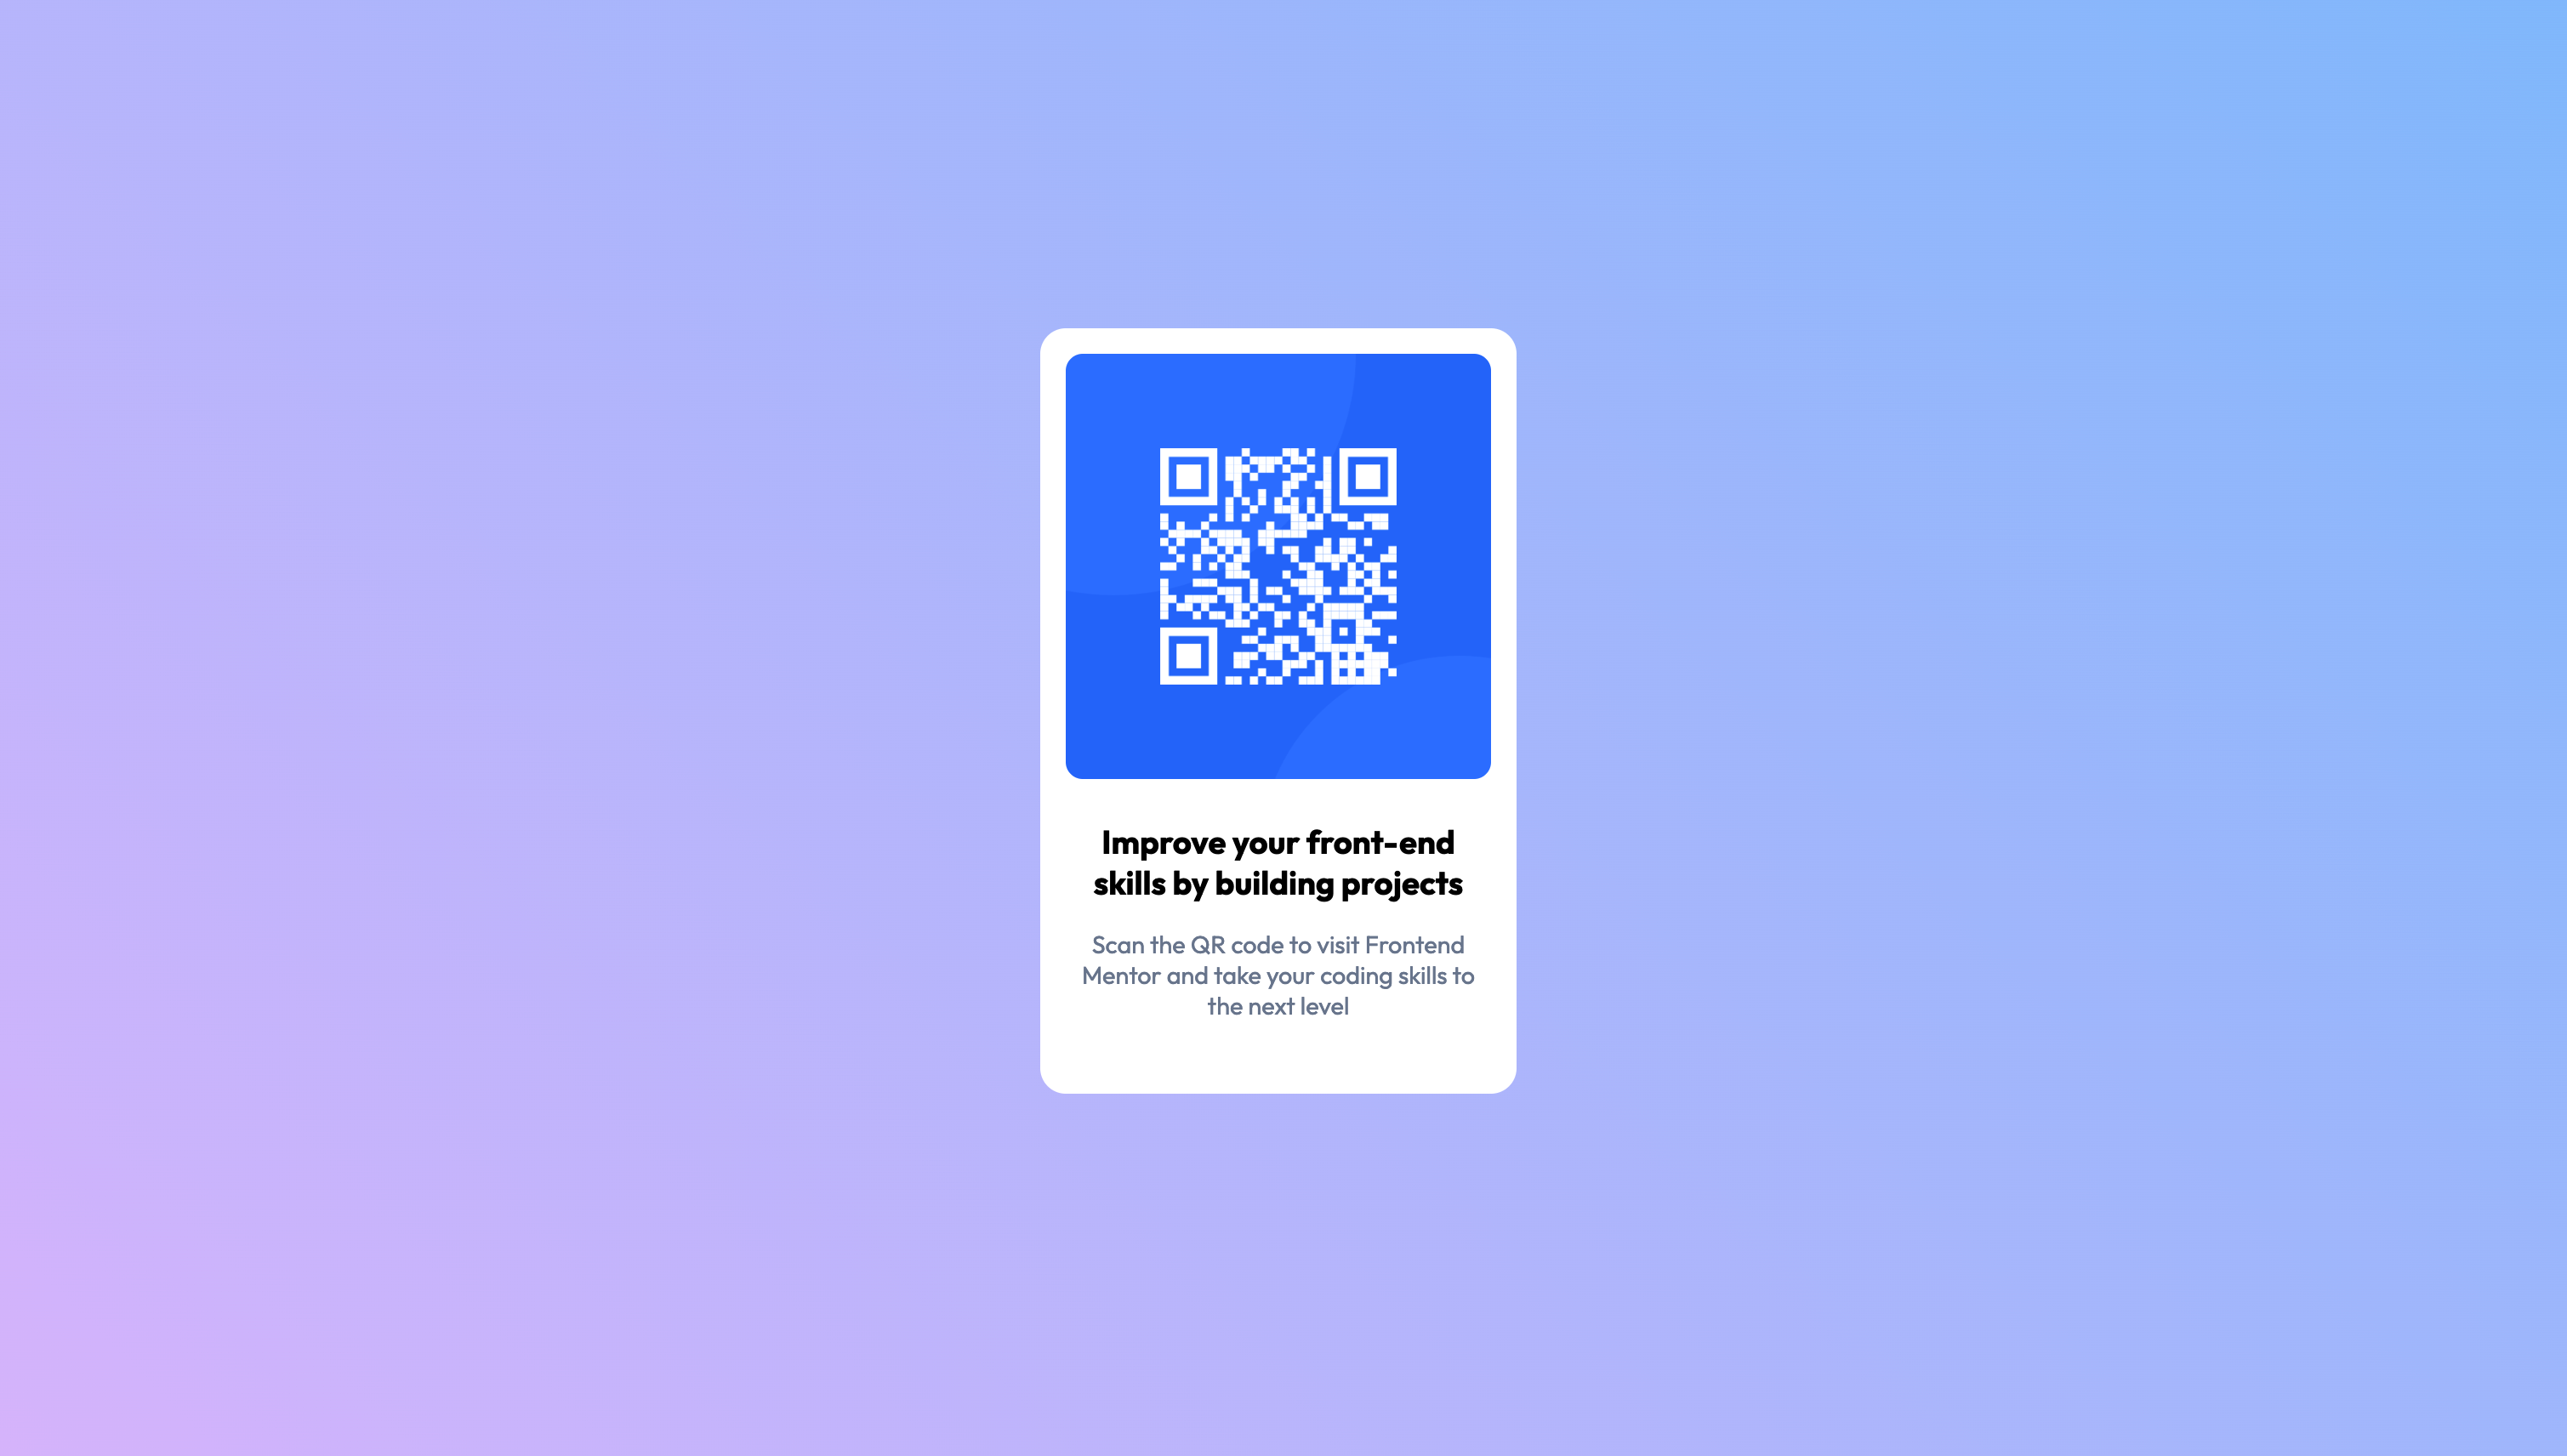 Improve your front-end
skills by building projects
Scan the QR code to visit Frontend
Mentor and take your coding skills to
the next level